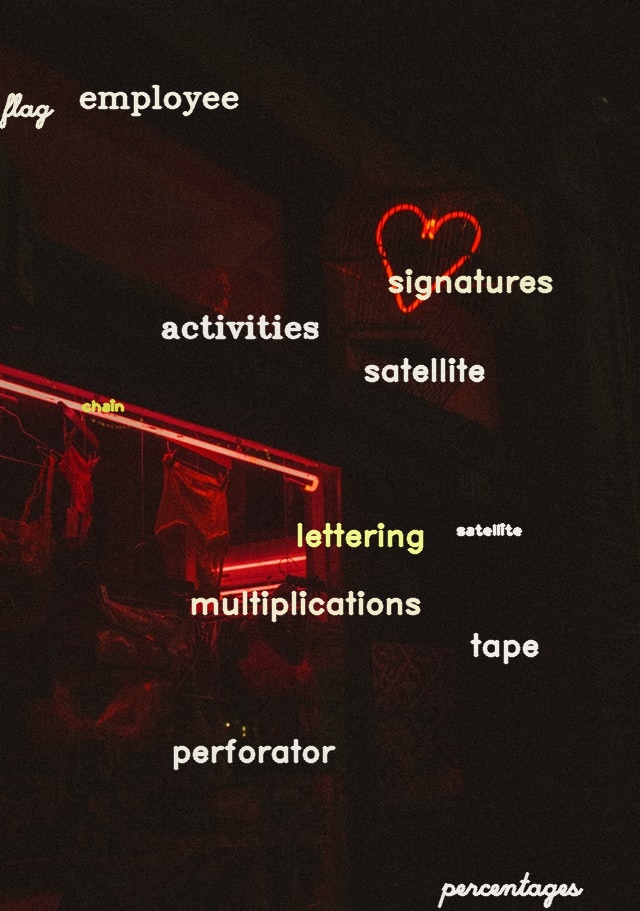 flag employee
signatures
activities
satellite
chain
lettering satellite
multiplications
tape
perforator
percentages